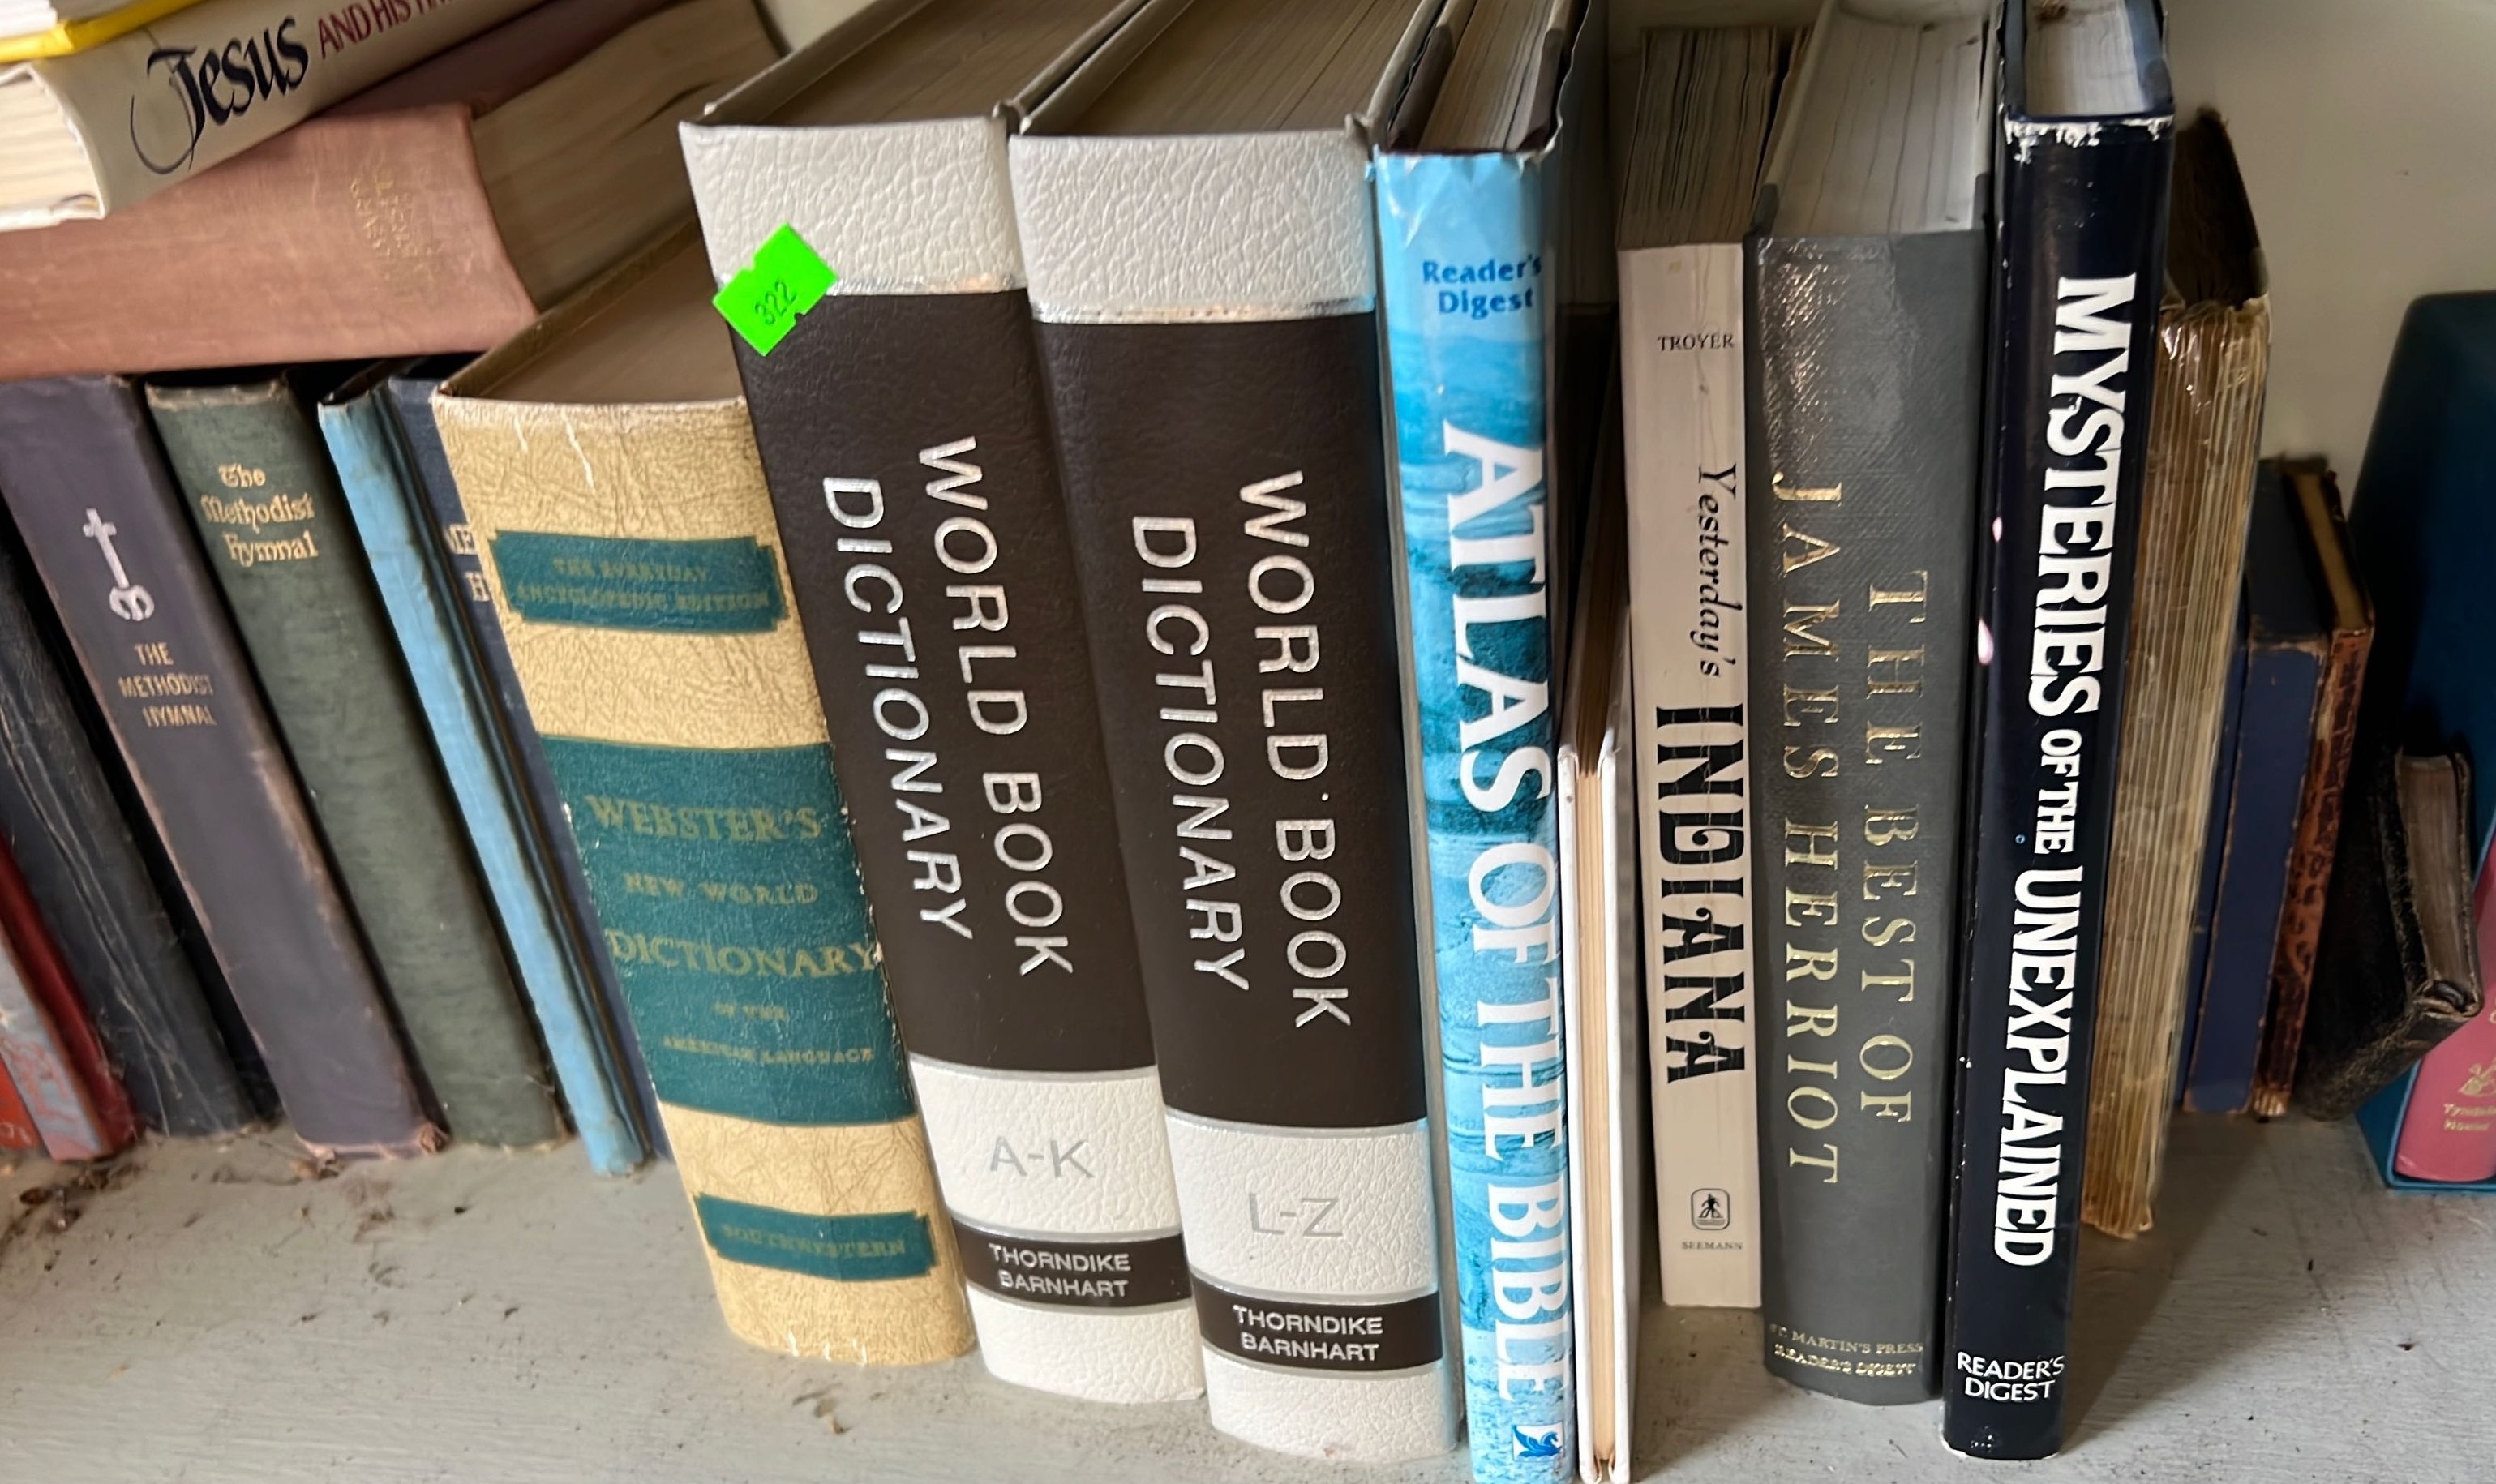 Jesus AND HIS
THE
METHODIST
HYMNAL
The
Methodist
Hymnal
ME
H
THE EVERYDAY
ENCYCLOPEDIC EDITION
WEBSTER'S
NEW WORLD
DICTIONARY
OF THE
AMERICAN LANGUAGE
SOUTHWESTERN
322
WORLD BOOK
DICTIONARY
A-K
THORNDIKE
BARNHART
WORLD BOOK
DICTIONARY
L-Z
THORNDIKE
BARNHART
Reader's
Digest
ATLAS OF THE BIBLE
TROYER
Yesterday's INDIANA
SEEMANN
THE BEST OF
JAMES HERRIOT
ST. MARTIN'S PRESS
READER'S DIGEST
MYSTERIES OF THE UNEXPLAINED
READER'S
DIGEST
Tyndale
House